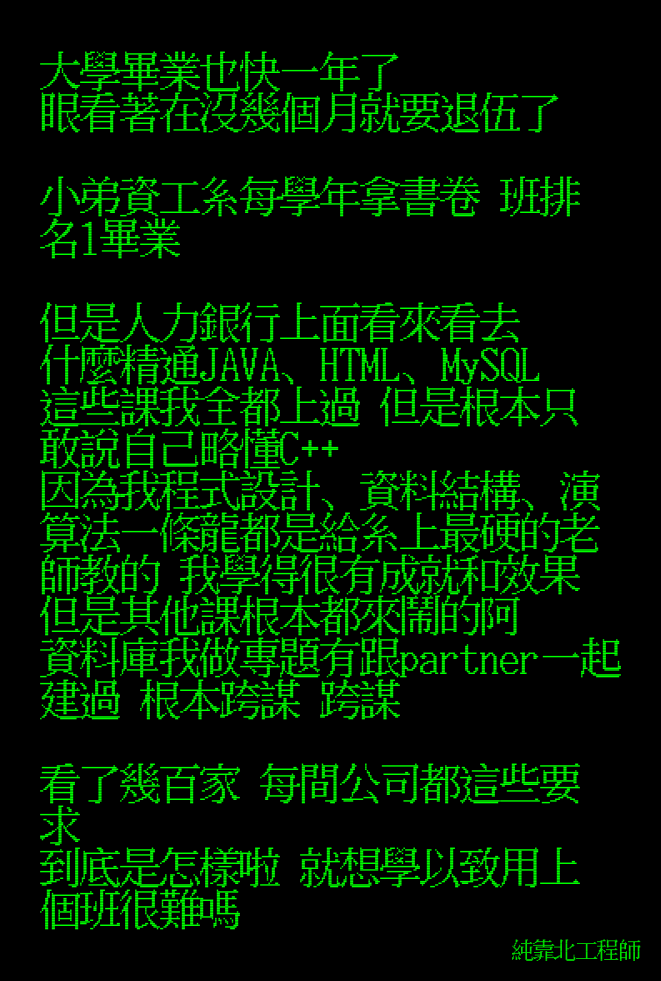 大學畢業也快一年了
眼看著在沒幾個月就要退伍了
小弟資工系每學年拿書卷 班排
名1畢業
但是人力銀行上面看來看去
什麼精通JAVA、HTML、MySQL
這些課我全都上過 但是根本只
敢說自己略懂C++
因為我程式設計、資料結構、演
算法一條龍都是給系上最硬的老
師教的 我學得很有成就和效果
但是其他課根本都來鬧的阿
資料庫我做專題有跟partner一起
建過 根本跨謀 跨謀
看了幾百家 每間公司都這些要
求
到底是怎樣啦 就想學以致用上
個班很難嗎
純靠北工程師